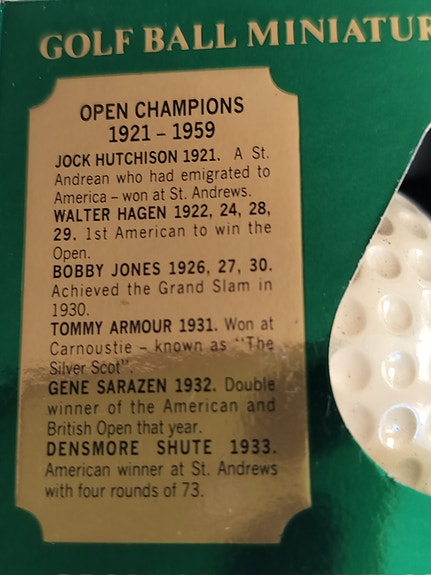 GOLF BALL MINIATUR
OPEN CHAMPIONS
1921 – 1959
JOCK HUTCHISON 1921. A St.
Andrean who had emigrated to
America – won at St. Andrews.
WALTER HAGEN 1922, 24, 28,
29. 1st American to win the
Open.
BOBBY JONES 1926, 27, 30.
Achieved the Grand Slam in
1930.
TOMMY ARMOUR 1931. Won at
Carnoustie – known as "The
Silver Scot".
GENE SARAZEN 1932. Double
winner of the American and
British Open that year.
DENSMORE SHUTE 1933.
American winner at St. Andrews
with four rounds of 73.